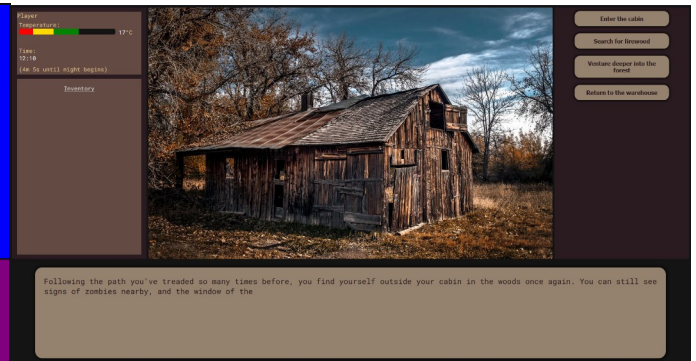 Player
Temperature:
17°C
Time:
12:10
(4m 5s until night begins)
Inventory
Enter the cabin
Search for firewood
Venture deeper into the
forest
Return to the warehouse
Following the path you've treaded so many times before, you find yourself outside your cabin in the woods once again. You can still see
signs of zombies nearby, and the window of the